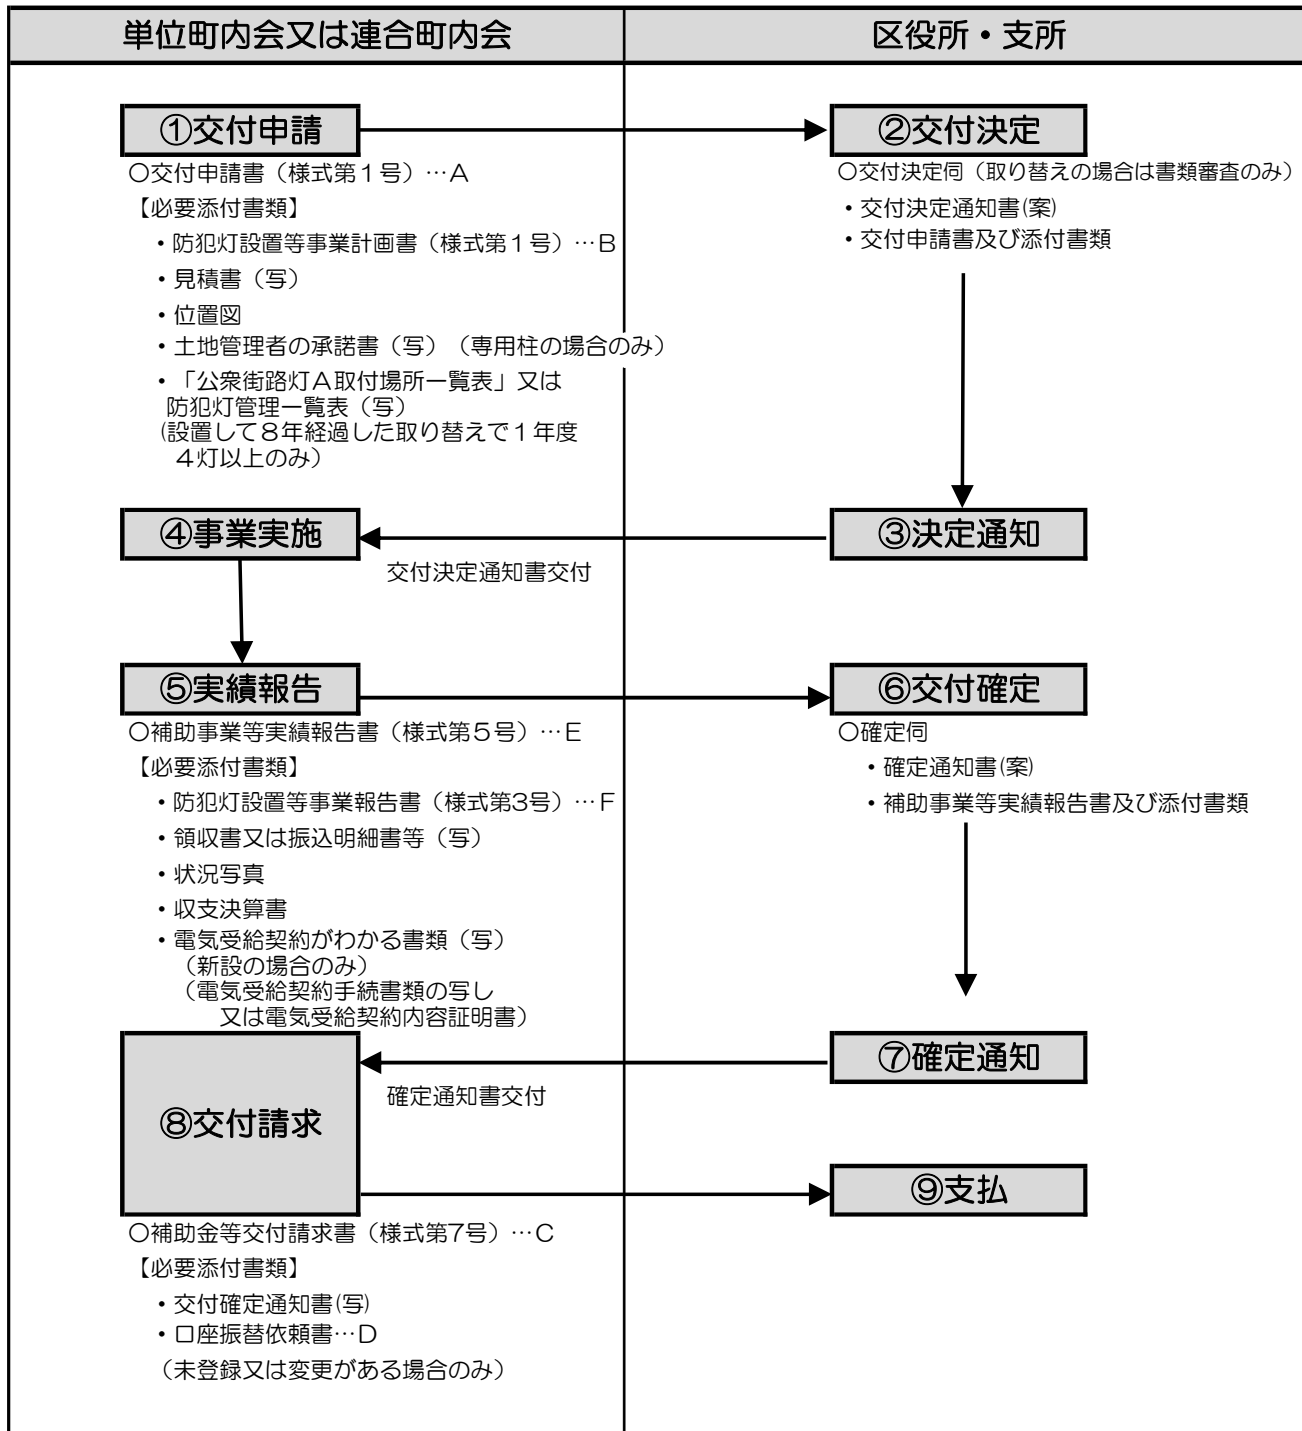 単位町内会又は連合町内会
区役所・支所
①交付申請
②交付決定
〇交付申請書（様式第１号）…A
【必要添付書類】
・防犯灯設置等事業計画書（様式第１号）…B
・見積書（写）
・位置図
・土地管理者の承諾書（写）（専用柱の場合のみ）
・「公衆街路灯A取付場所一覧表」又は
防犯灯管理一覧表（写）
(設置して８年経過した取り替えで１年度
４灯以上のみ）
〇交付決定伺（取り替えの場合は書類審査のみ）
・交付決定通知書(案)
・交付申請書及び添付書類
④事業実施
③決定通知
交付決定通知書交付
⑤実績報告
⑥交付確定
〇補助事業等実績報告書（様式第５号）…E
【必要添付書類】
・防犯灯設置等事業報告書（様式第3号）…F
・領収書又は振込明細書等（写）
・状況写真
・収支決算書
・電気受給契約がわかる書類（写）
（新設の場合のみ）
（電気受給契約手続書類の写し
又は電気受給契約内容証明書）
〇確定伺
・確定通知書(案)
・補助事業等実績報告書及び添付書類
⑦確定通知
確定通知書交付
⑧交付請求
⑨支払
〇補助金等交付請求書（様式第7号）…C
【必要添付書類】
・交付確定通知書(写)
・口座振替依頼書…D
（未登録又は変更がある場合のみ）